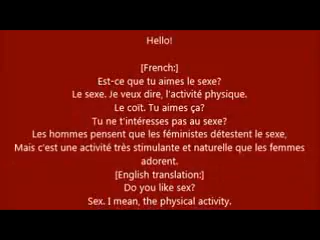 Hello!
[French:]
Est-ce que tu aimes le sexe?
Le sexe. Je veux dire, l'activité physique.
Le coït. Tu aimes ça?
Tu ne t'intéresses pas au sexe?
Les hommes pensent que les féministes détestent le sexe,
Mais c'est une activité très stimulante et naturelle que les femmes
adorent.
[English translation:]
Do you like sex?
Sex. I mean, the physical activity.